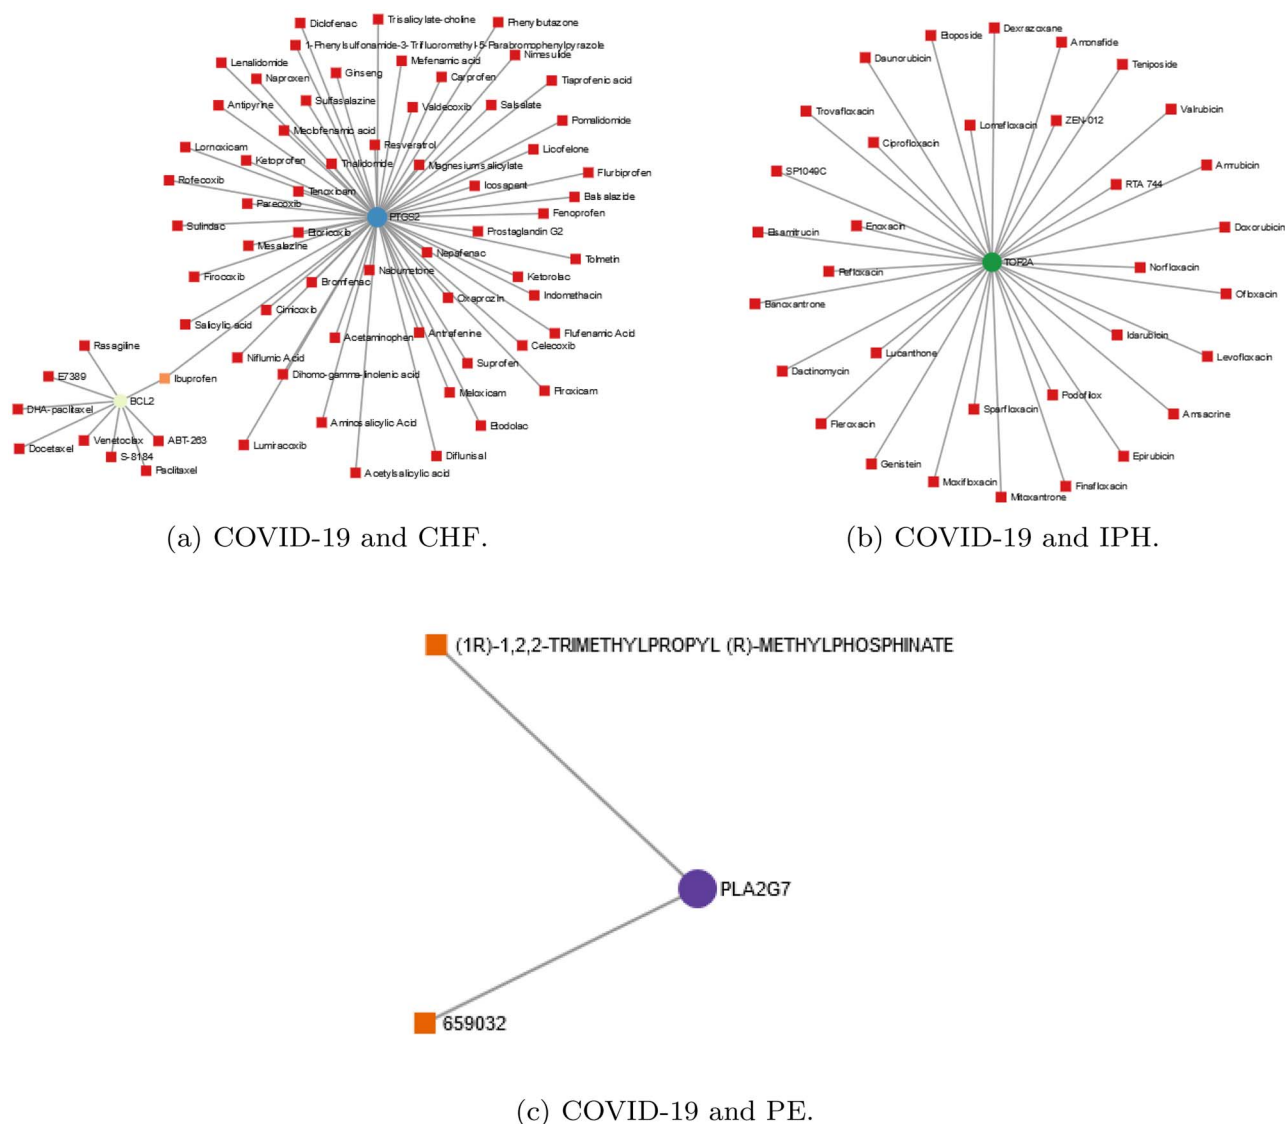 Diclofenac
Trisalicylate-choline
Phenylbutazone
1-Phenylsulfonamide-3-Trifluoromethyl-5-Parabromophenylpyrazole
Lenalidomide
Mefenamic acid
Nimesulide
Naproxen
Ginseng
Carprofen
Tiaprofenic acid
Antipyrine
Sulfasalazine
Valdecoxib
Salsalate
Pomalidomide
Meclofenamic acid
Resveratrol
Lornoxicam
Ketoprofen
Thalidomide
Magnesium salicylate
Licofelone
Flurbiprofen
Rofecoxib
Tenoxicam
Icosapent
Balsalazide
Parecoxib
Fenoprofen
PTGS2
Sulindac
Etoricoxib
Prostaglandin G2
Mesalazine
Nepafenac
Tolmetin
Firocoxib
Bromfenac
Nabumetone
Ketorolac
Indomethacin
Oxaprozin
Cimicoxib
Salicylic acid
Acetaminophen
Antrafenine
Flufenamic Acid
Celecoxib
Rasagiline
Niflumic Acid
Suprofen
E7389
Ibuprofen
Dihomo-gamma-linolenic acid
Meloxicam
Piroxicam
BCL2
DHA-paclitaxel
Aminosalicylic Acid
Etodolac
Docetaxel
Venetoclax
ABT-263
Lumiracoxib
S-8184
Diflunisal
Paclitaxel
Acetylsalicylic acid
(a) COVID-19 and CHF.
Dexrazoxane
Etoposide
Amonafide
Daunorubicin
Teniposide
Trovafloxacin
Valrubicin
Lomefloxacin
ZEN-012
Ciprofloxacin
SP1049C
Amrubicin
RTA 744
Enoxacin
Elsamitrucin
Doxorubicin
TOP2A
Pefloxacin
Norfloxacin
Banoxantrone
Ofloxacin
Idarubicin
Lucanthone
Levofloxacin
Dactinomycin
Podofilox
Sparfloxacin
Fleroxacin
Amsacrine
Genistein
Epirubicin
Moxifloxacin
Finafloxacin
Mitoxantrone
(b) COVID-19 and IPH.
(1R)-1,2,2-TRIMETHYLPROPYL (R)-METHYLPHOSPHINATE
PLA2G7
659032
(c) COVID-19 and PE.